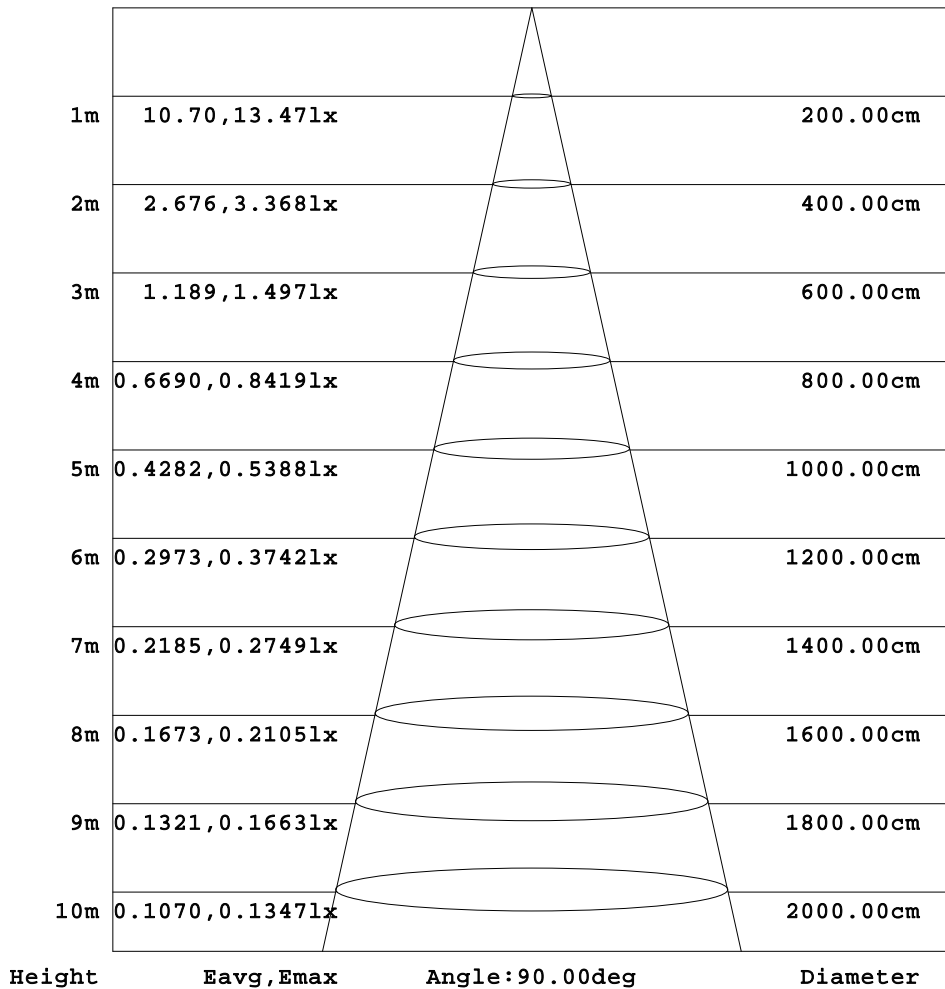 1m 10.70,13.47lx 200.00cm
2m 2.676,3.368lx 400.00cm
3m 1.189,1.497lx 600.00cm
4m 0.6690,0.8419lx 800.00cm
5m 0.4282,0.5388lx 1000.00cm
6m 0.2973,0.3742lx 1200.00cm
7m 0.2185,0.2749lx 1400.00cm
8m 0.1673,0.2105lx 1600.00cm
9m 0.1321,0.1663lx 1800.00cm
10m 0.1070,0.1347lx 2000.00cm
Height Eavg,Emax Angle:90.00deg Diameter